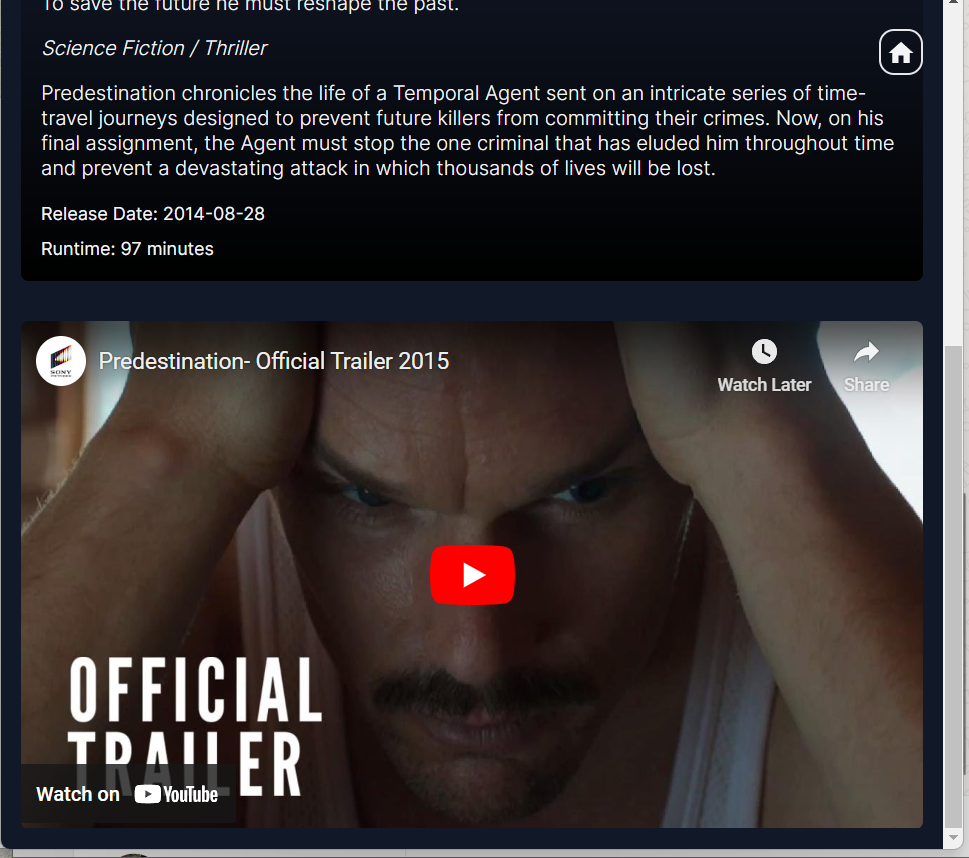 To save the future he must reshape the past.
Science Fiction / Thriller
Predestination chronicles the life of a Temporal Agent sent on an intricate series of time-
travel journeys designed to prevent future killers from committing their crimes. Now, on his
final assignment, the Agent must stop the one criminal that has eluded him throughout time
and prevent a devastating attack in which thousands of lives will be lost.
Release Date: 2014-08-28
Runtime: 97 minutes
SONY
Predestination- Official Trailer 2015
Watch Later
Share
OFFICIAL
TRAILER
Watch on YouTube